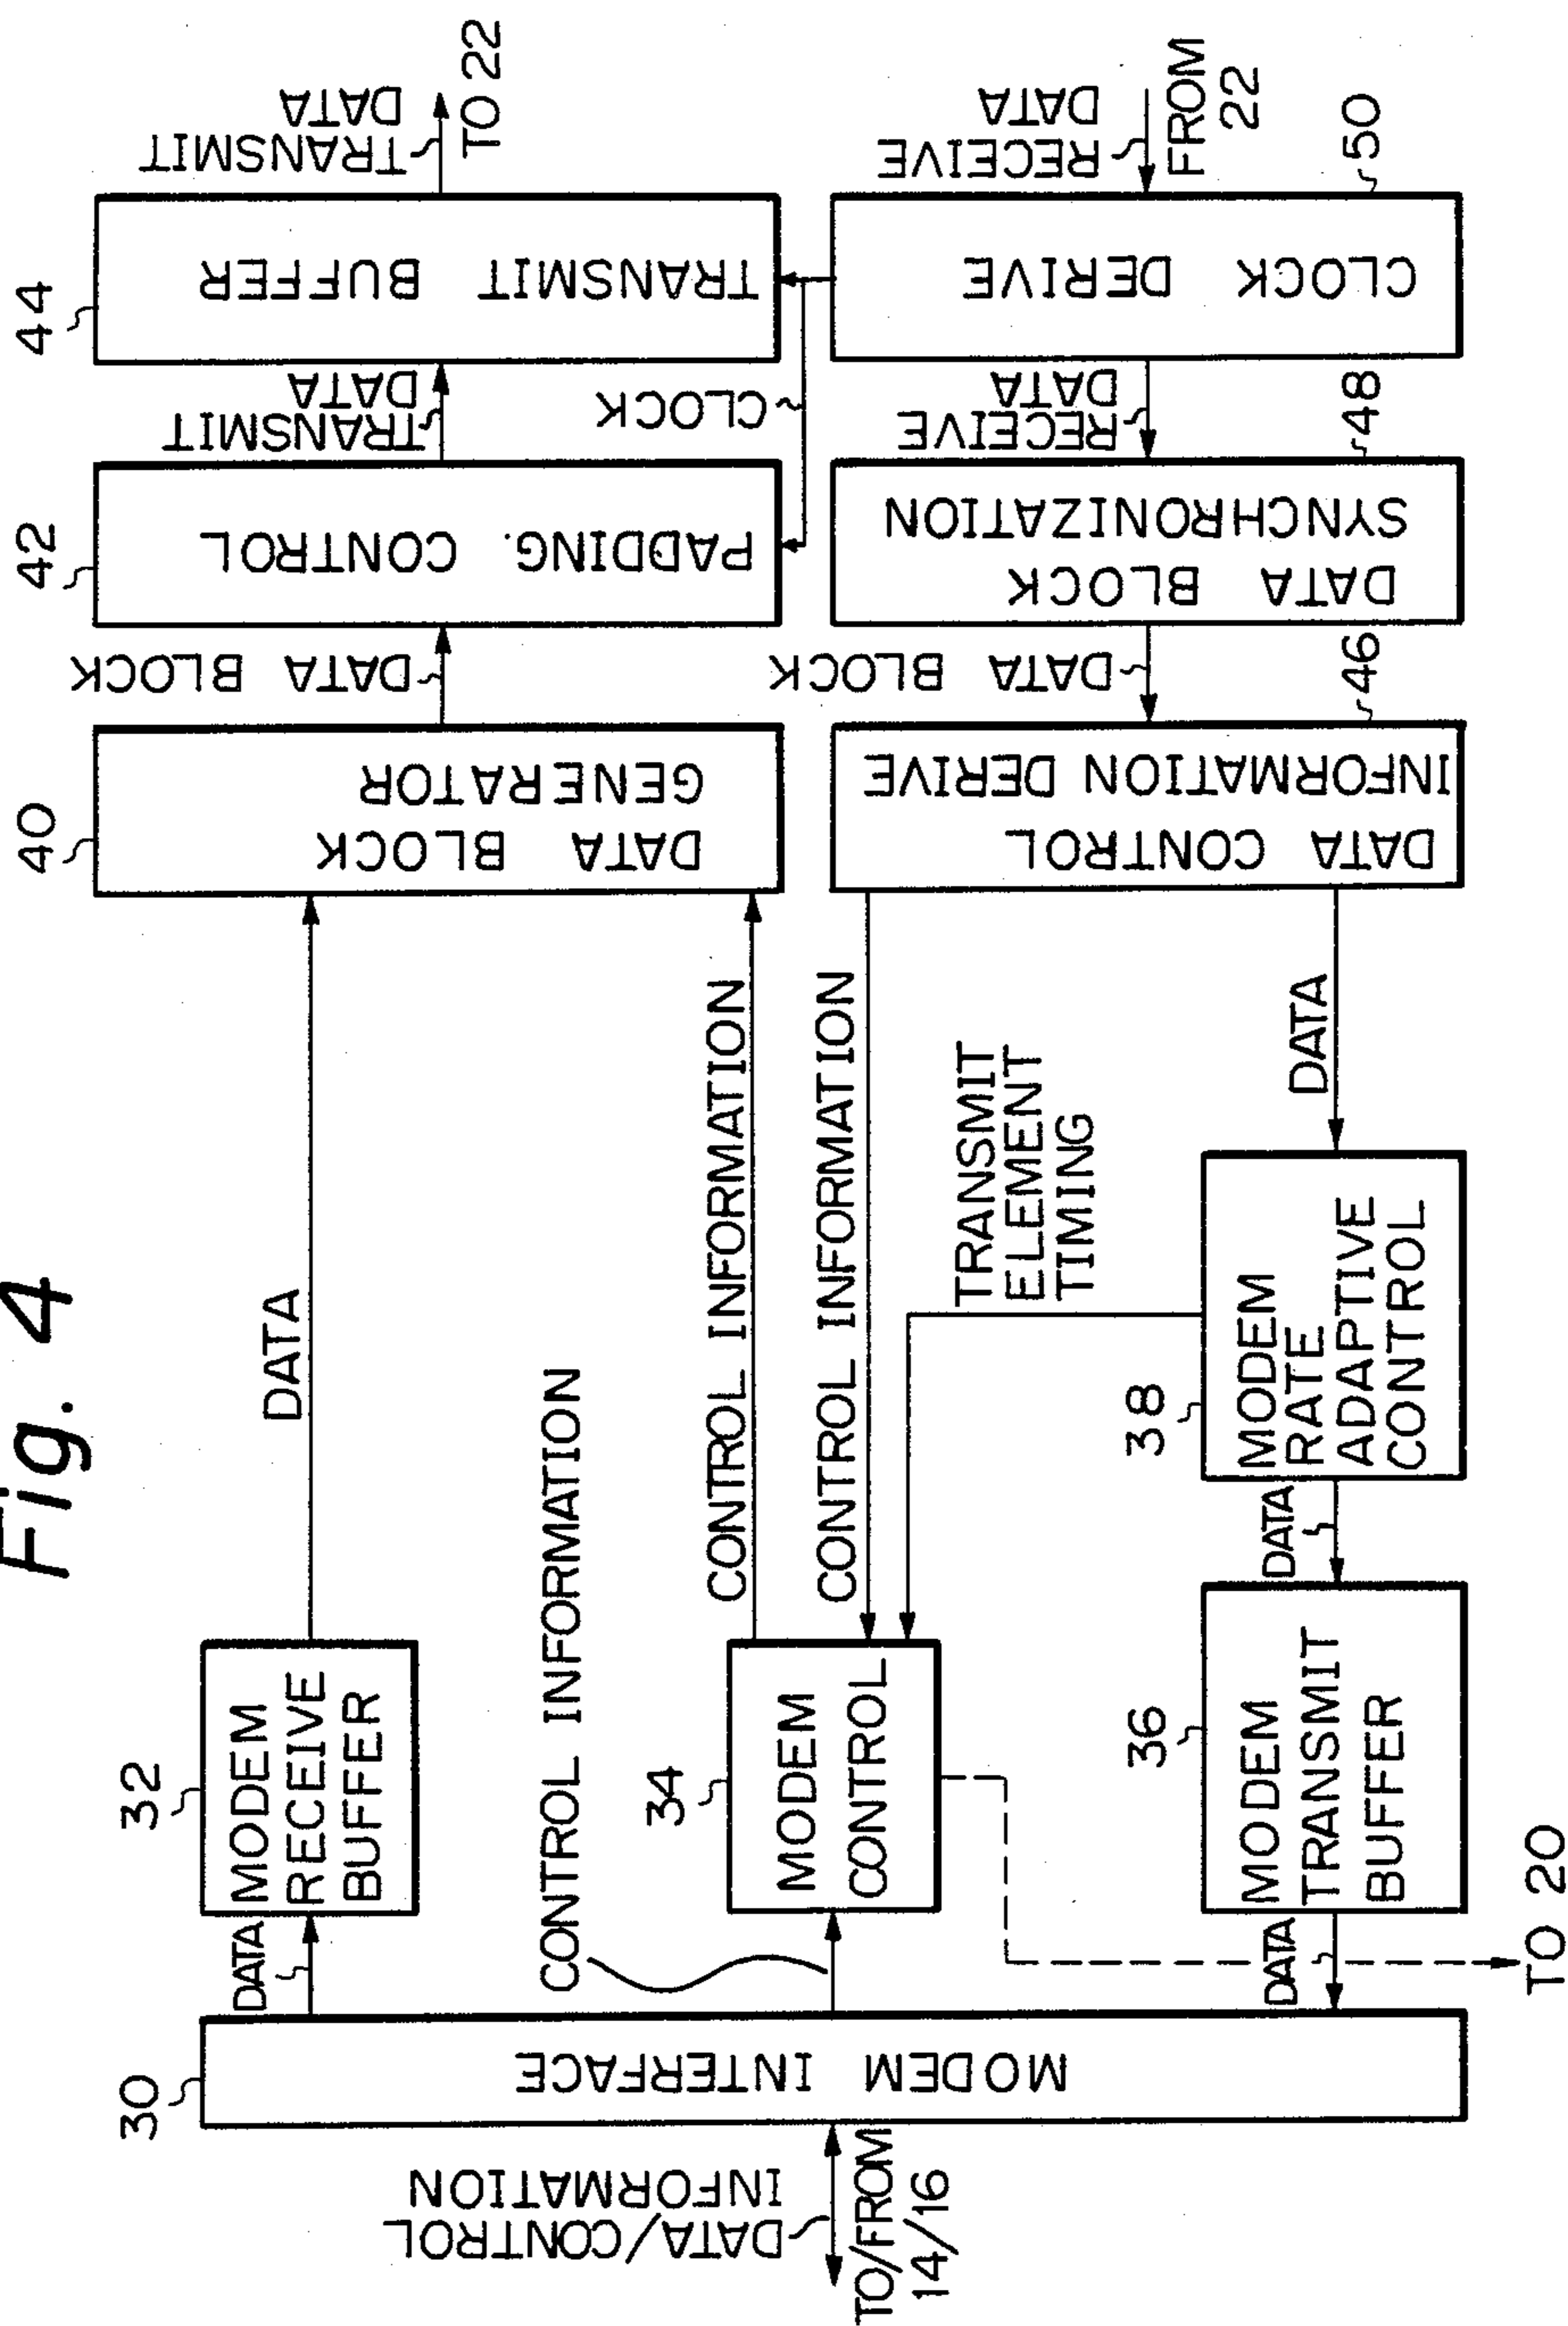 Fig. 4
30
DATA/CONTROL
INFORMATION
TO/FROM
14/16
MODEM INTERFACE
DATA
32
MODEM
RECEIVE
BUFFER
DATA
CONTROL INFORMATION
34
MODEM
CONTROL
CONTROL INFORMATION
CONTROL INFORMATION
TRANSMIT
ELEMENT
TIMING
DATA
36
MODEM
TRANSMIT
BUFFER
TO 20
DATA
38
MODEM
RATE
ADAPTIVE
CONTROL
DATA
40
DATA BLOCK
GENERATOR
DATA BLOCK
42
PADDING.CONTROL
TRANSMIT
DATA
CLOCK
44
TRANSMIT BUFFER
TRANSMIT
DATA
TO 22
46
DATA CONTROL
INFORMATION DERIVE
DATA BLOCK
48
DATA BLOCK
SYNCHRONIZATION
RECEIVE
DATA
50
CLOCK DERIVE
RECEIVE
DATA
FROM
22